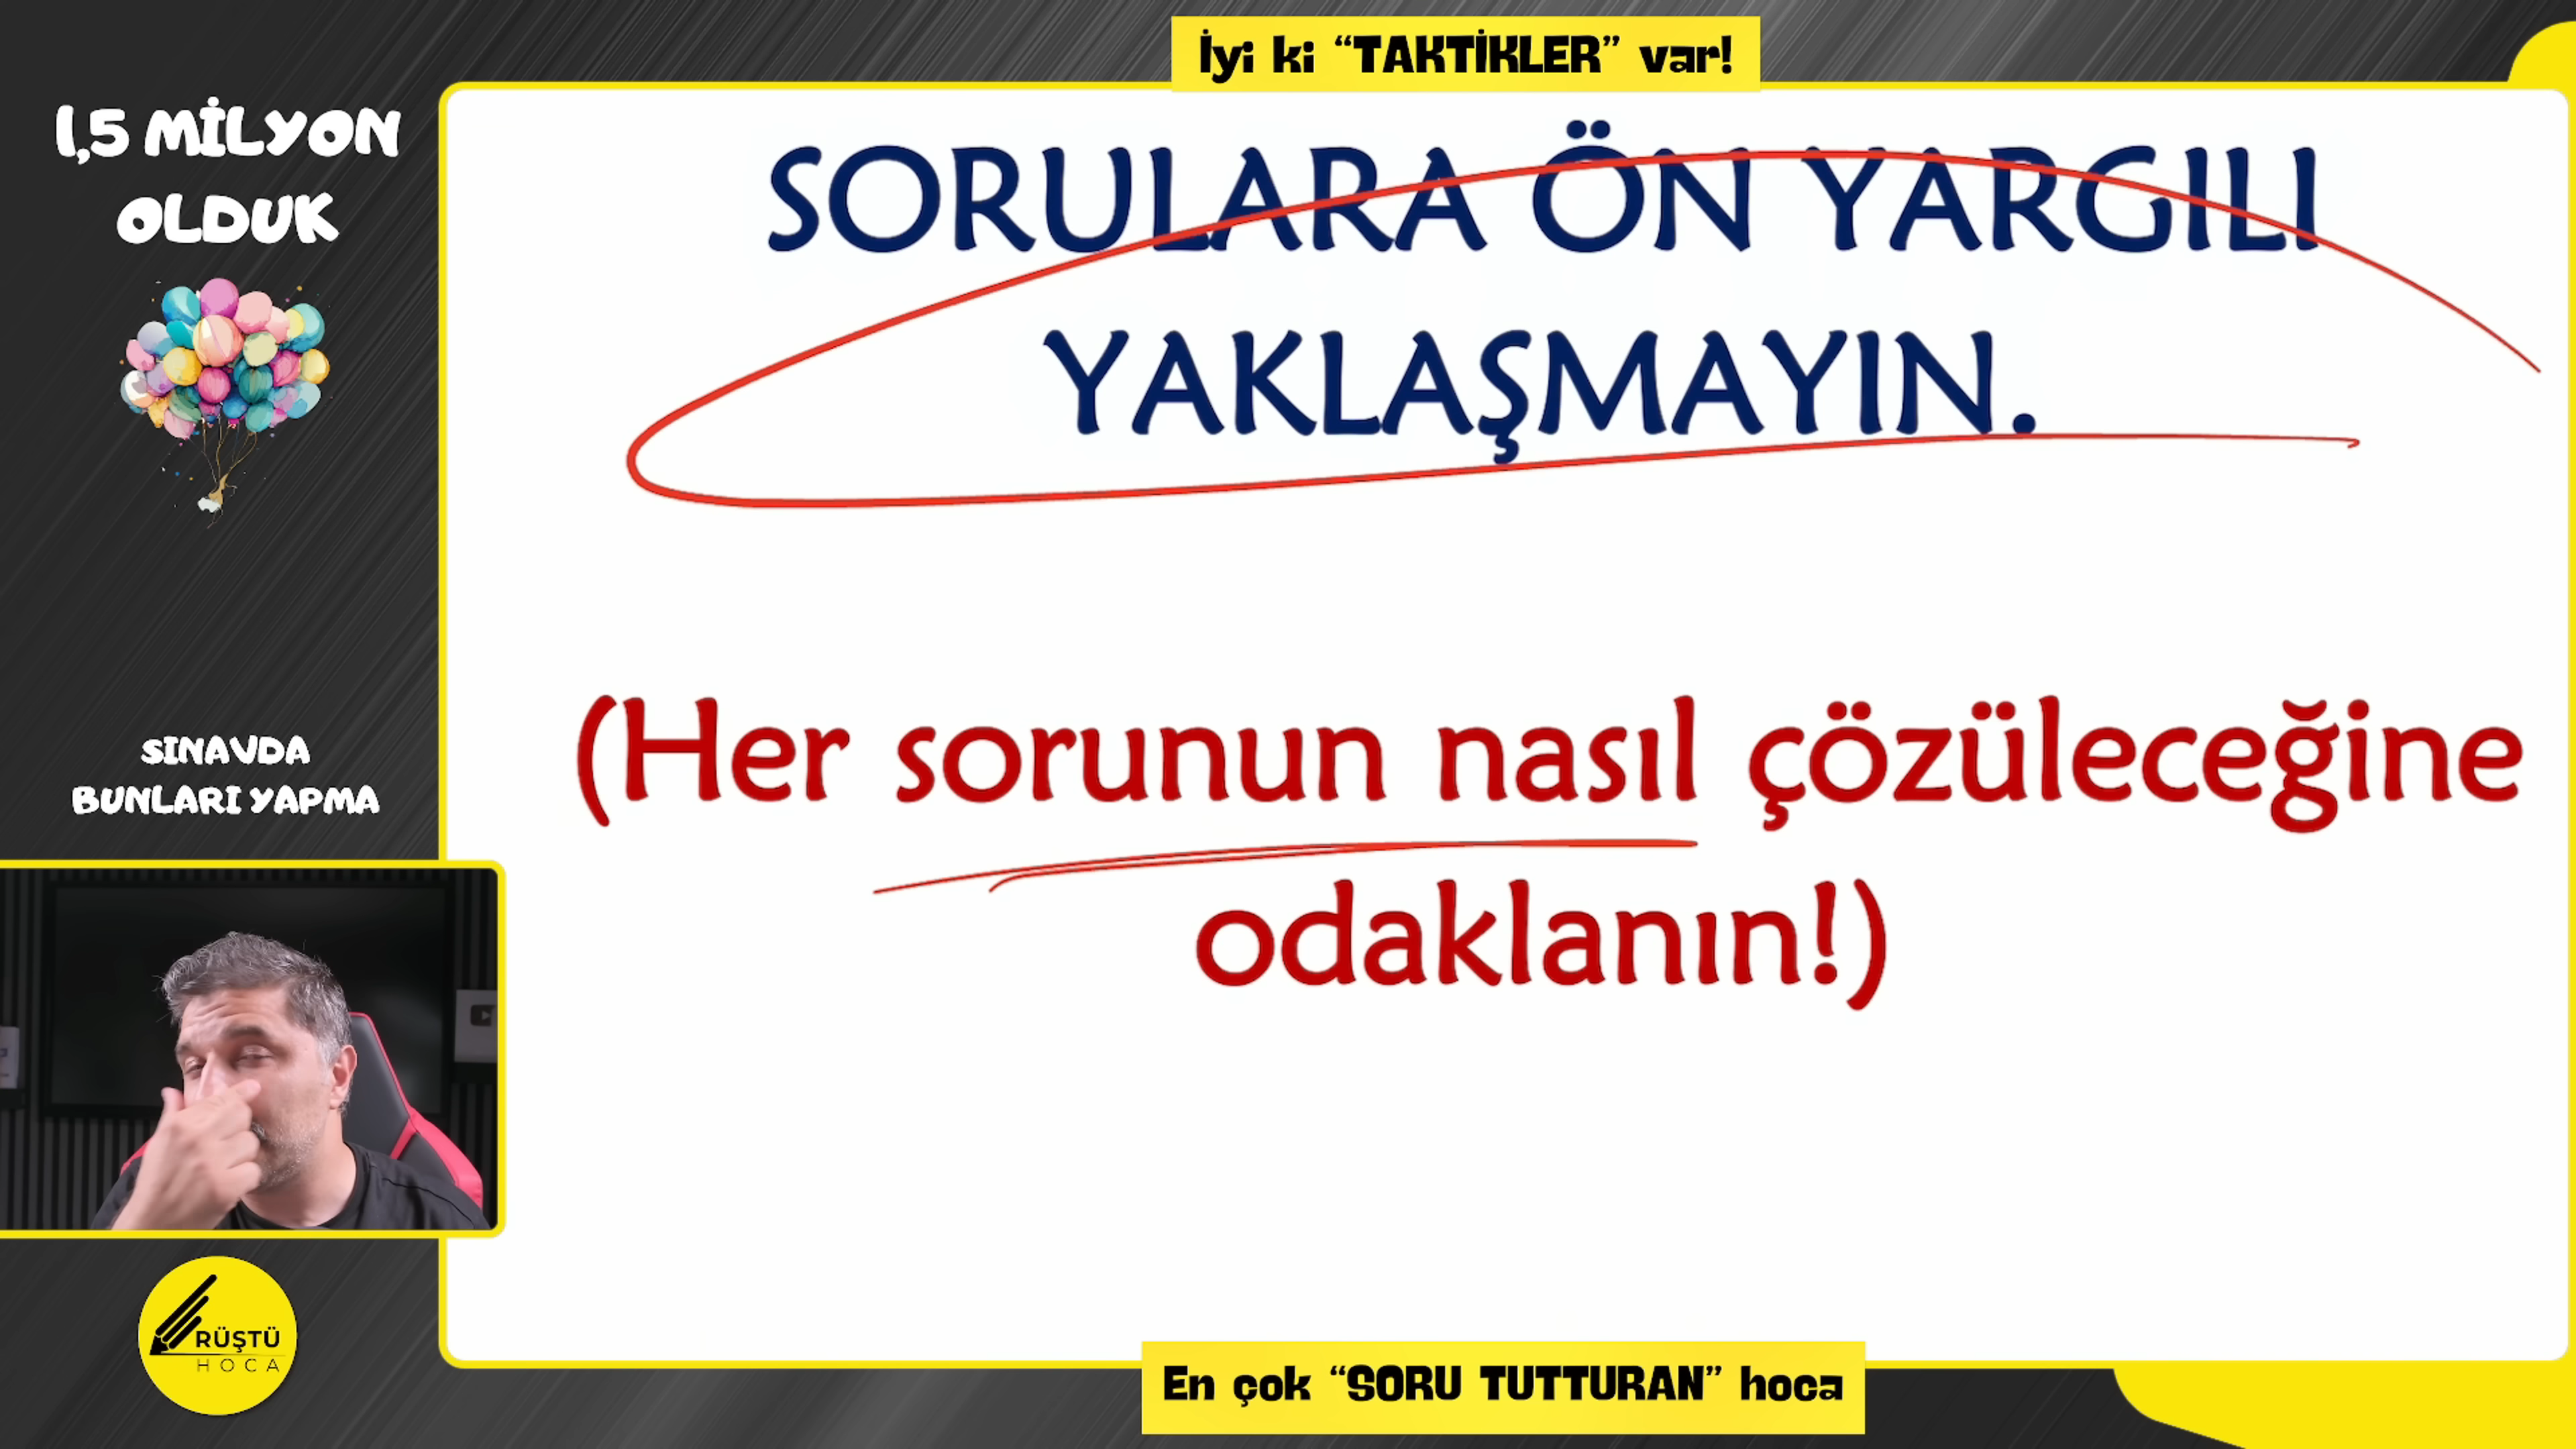 İyi ki “TAKTİKLER” var!
1,5 MİLYON
OLDUK
SORULARA ÖN YARGILI
YAKLAŞMAYIN.
(Her sorunun nasıl çözüleceğine
odaklanın!)
SINAVDA
BUNLARI YAPMA
RÜŞTÜ
HOCA
En çok “SORU TUTTURAN” hoca